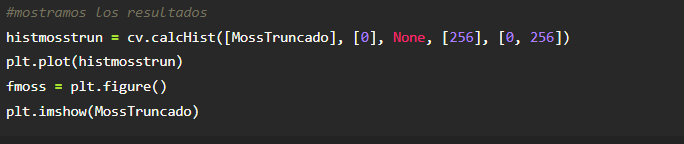 #mostramos los resultados
histmosstrun = cv.calcHist([MossTruncado], [0], None, [256], [0, 256])
plt.plot(histmosstrun)
fmoss = plt.figure()
plt.imshow(MossTruncado)